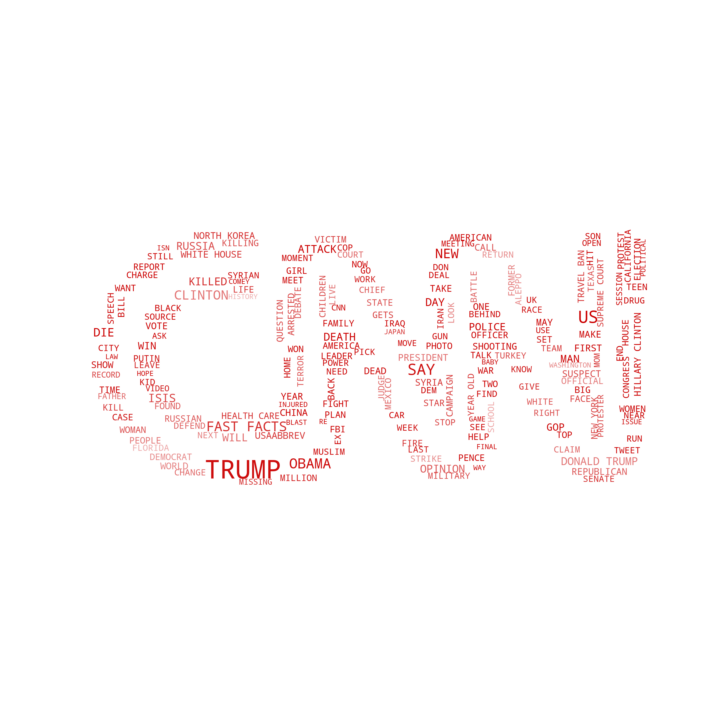 NORTH KOREA
RUSSIA KILLING
ISN
STILL WHITE HOUSE
REPORT
CHARGE
KILLED
SYRIAN
COMEY
WANT
LIFE
CLINTON
HISTORY
SPEECH
BILL
BLACK
SOURCE
VOTE
DIE
ASK
CITY
WIN
LAW
PUTIN
SHOW
LEAVE
RECORD
HOPE
KID
TIME
VIDEO
FATHER
ISIS
KILL
FOUND
CASE
RUSSIAN
HEALTH CARE
WOMAN
DEFEND
FAST FACTS
PEOPLE
NEXT
WILL
USAABBREV
FLORIDA
DEMOCRAT
WORLD
CHANGE
TRUMP
OBAMA
MISSING
MILLION
VICTIM
ATTACK
COP
MOMENT
COURT
NOW
GIRL
GO
MEET
WORK
QUESTION
ARRESTED
DEBATE
CHILDREN
LIVE
CHIEF
STATE
CNN
GETS
FAMILY
IRAQ
DEATH
JAPAN
AMERICA
MOVE
WON
LEADER
PICK
HOME
TERROR
POWER
NEED
DEAD
BACK
JUDGE
MEXICO
YEAR
INJURED
FIGHT
CHINA
PLAN
CAR
BLAST
RE
FBI
WEEK
EX
MUSLIM
FIRE
LAST
STRIKE
OPINION
MILITARY
AMERICAN
MEETING
NEW
CALL
RETURN
DON
DEAL
BATTLE
FORMER
ALEPPO
TAKE
DAY
IRAN
LOOK
ONE
BEHIND
UK
RACE
POLICE
MAY
OFFICER
USE
GUN
SET
PHOTO
SHOOTING
TEAM
PRESIDENT
TALK
TURKEY
BABY
SAY
WAR
KNOW
SYRIA
DEM
CAMPAIGN
YEAR OLD
TWO
GIVE
FIND
STAR
SCHOOL
WHITE
STOP
GAME
RIGHT
SEE
GOP
HELP
TOP
FINAL
CLAIM
PENCE
WAY
DONALD TRUMP
REPUBLICAN
SENATE
SON
OPEN
TRAVEL BAN
TEXAS
HIT
SUPREME COURT
US
MAKE
FIRST
MAN
MOM
WASHINGTON
SUSPECT
OFFICIAL
BIG
FACE
NEW YORK
PROTESTER
SESSION
PROTEST
CALIFORNIA
ELECTION
POLITICAL
TEEN
DRUG
END
HOUSE
CONGRESS
HILLARY CLINTON
WOMEN
NEAR
ISSUE
RUN
TWEET